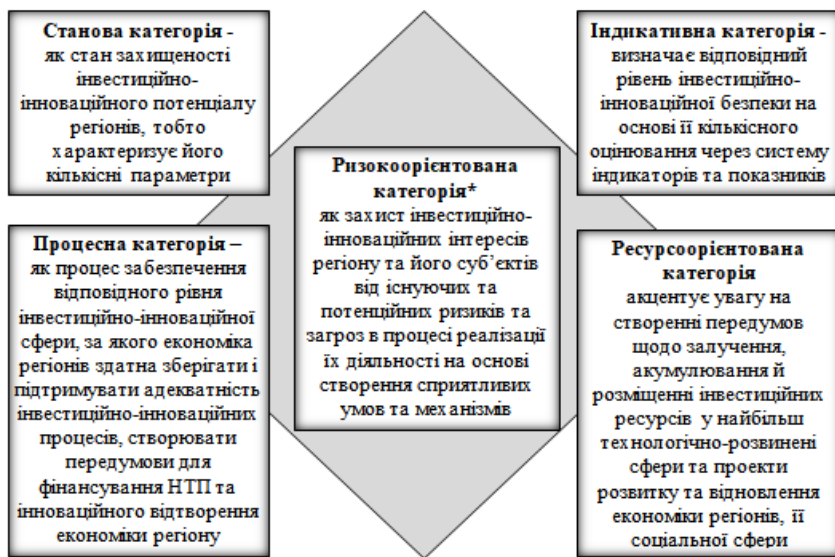 Станова категорія -
як стан захищеності
інвестиційно-
інноваційного потенціалу
регіонів, тобто
характеризує його
кількісні параметри
Індикативна категорія -
визначає відповідний
рівень інвестиційно-
інноваційної безпеки на
основі її кількісного
оцінювання через систему
індикаторів та показників
Ризокоорієнтована
категорія*
як захист інвестиційно-
інноваційних інтересів
регіону та його суб’єктів
від існуючих та
потенційних ризиків та
загроз в процесі реалізації
їх діяльності на основі
створення сприятливих
умов та механізмів
Процесна категорія –
як процес забезпечення
відповідного рівня
інвестиційно-інноваційної
сфери, за якого економіка
регіонів здатна зберігати і
підтримувати адекватність
інвестиційно-інноваційних
процесів, створювати
передумови для
фінансування НТП та
інноваційного відтворення
економіки регіону
Ресурсоорієнтована
категорія
акцентує увагу на
створенні передумов
щодо залучення,
акумулювання й
розміщенні інвестиційних
ресурсів у найбільш
технологічно-розвинені
сфери та проекти
розвитку та відновлення
економіки регіонів, її
соціальної сфери